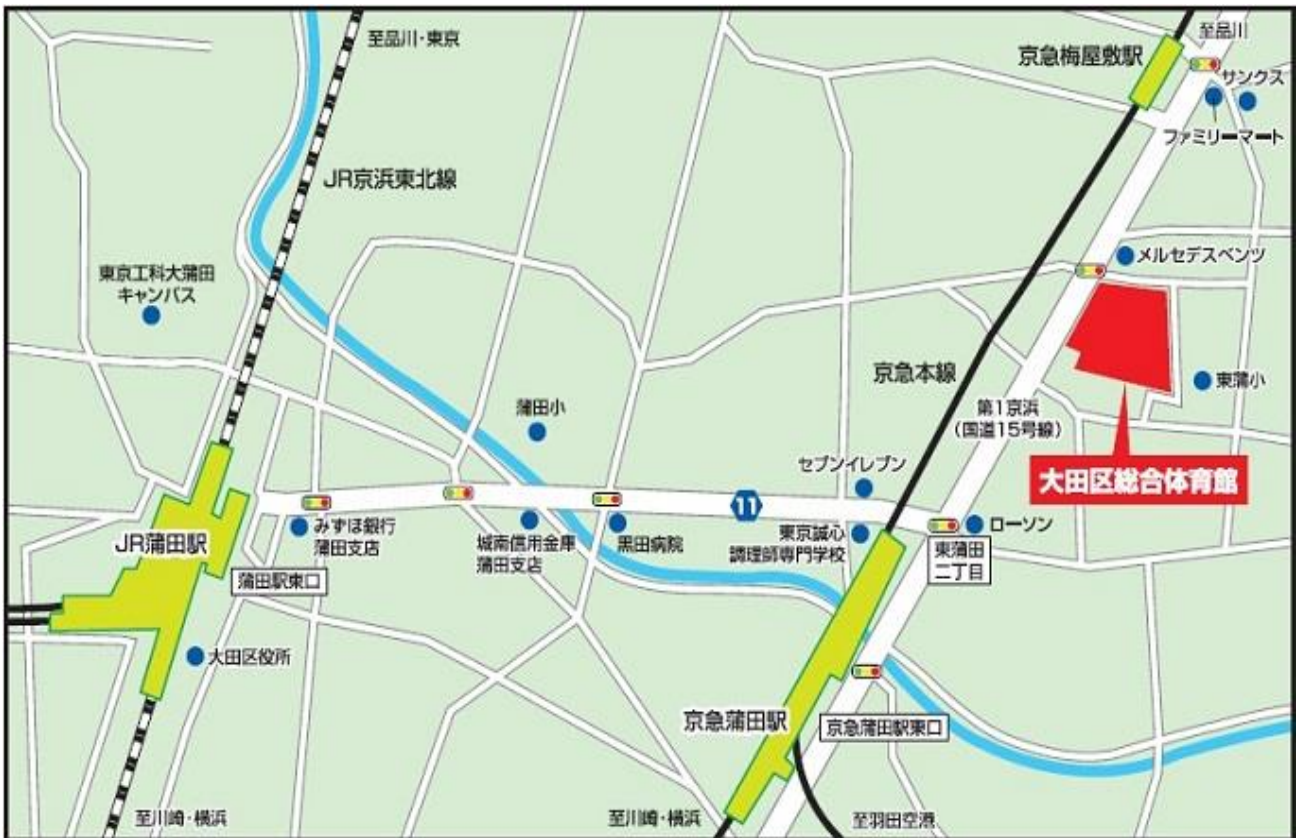 至品川・東京
至品川
京急梅屋敷駅
サンクス
ファミリーマート
JR京浜東北線
メルセデスベンツ
東京工科大蒲田
キャンパス
京急本線
東蒲小
蒲田小
第1京浜
(国道15号線)
セブンイレブン
大田区総合体育館
11
みずほ銀行
蒲田支店
城南信用金庫
蒲田支店
黒田病院
東京誠心
調理師専門学校
ローソン
東蒲田
二丁目
JR蒲田駅
蒲田駅東口
大田区役所
京急蒲田駅
京急蒲田駅東口
至川崎・横浜
至川崎・横浜
至羽田空港